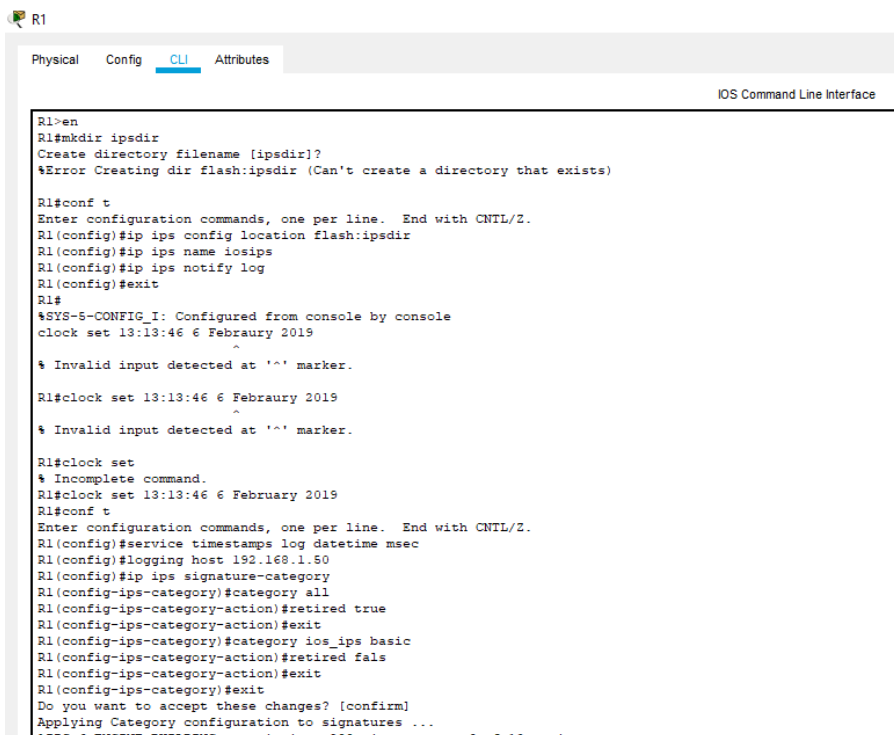 R1
Physical Config CLI Attributes
IOS Command Line Interface
R1>en
R1#mkdir ipsdir
Create directory filename [ipsdir]?
%Error Creating dir flash:ipsdir (Can't create a directory that exists)
R1#conf t
Enter configuration commands, one per line. End with CNTL/Z.
R1(config)#ip ips config location flash:ipsdir
R1(config)#ip ips name iosips
R1(config)#ip ips notify log
R1(config)#exit
R1#
%SYS-5-CONFIG_I: Configured from console by console
clock set 13:13:46 6 Febraury 2019
^
% Invalid input detected at '^' marker.
R1#clock set 13:13:46 6 Febraury 2019
^
% Invalid input detected at '^' marker.
R1#clock set
% Incomplete command.
R1#clock set 13:13:46 6 February 2019
R1#conf t
Enter configuration commands, one per line. End with CNTL/Z.
R1(config)#service timestamps log datetime msec
R1(config)#logging host 192.168.1.50
R1(config)#ip ips signature-category
R1(config-ips-category)#category all
R1(config-ips-category-action)#retired true
R1(config-ips-category-action)#exit
R1(config-ips-category)#category ios_ips basic
R1(config-ips-category-action)#retired fals
R1(config-ips-category-action)#exit
R1(config-ips-category)#exit
Do you want to accept these changes? [confirm]
Applying Category configuration to signatures ...